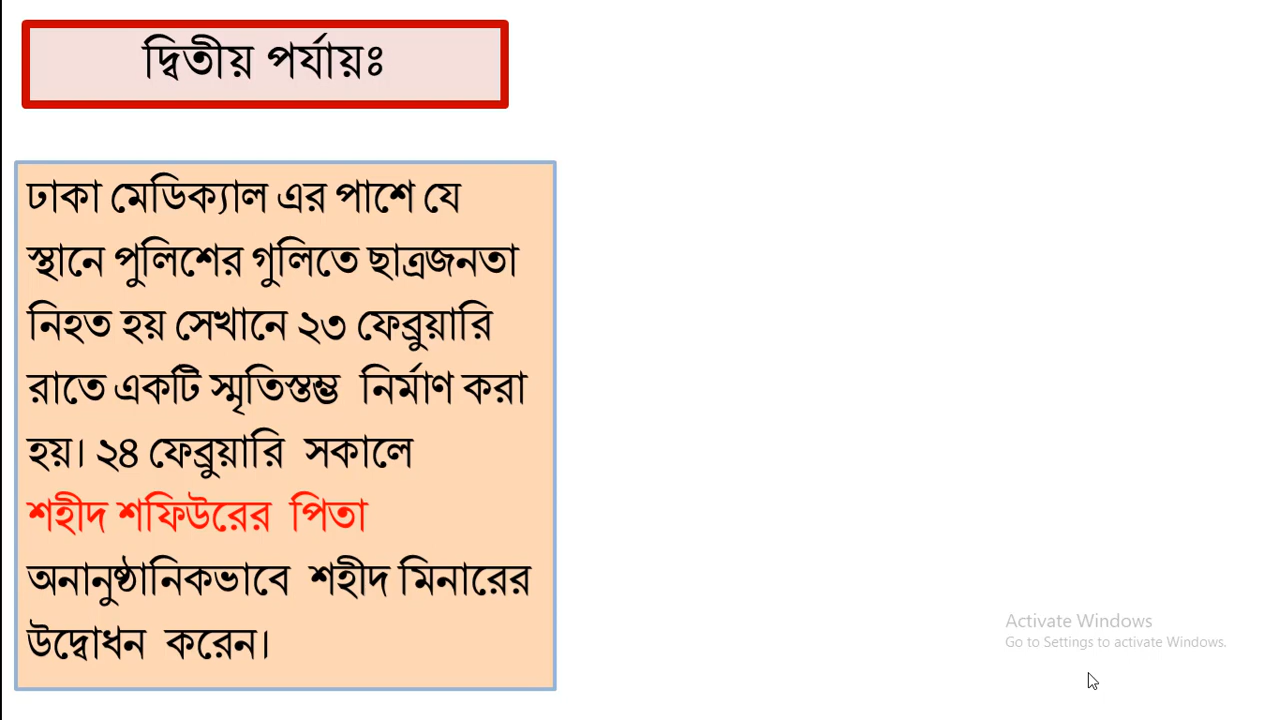 দ্বিতীয় পর্যায়ঃ
ঢাকা মেডিক্যাল এর পাশে যে
স্থানে পুলিশের গুলিতে ছাত্রজনতা
নিহত হয় সেখানে ২৩ ফেব্রুয়ারি
রাতে একটি স্মৃতিস্তম্ভ নির্মাণ করা
হয়। ২৪ ফেব্রুয়ারি সকালে
শহীদ শফিউরের পিতা
অনানুষ্ঠানিকভাবে শহীদ মিনারের
উদ্বোধন করেন।
Activate Windows
Go to Settings to activate Windows.